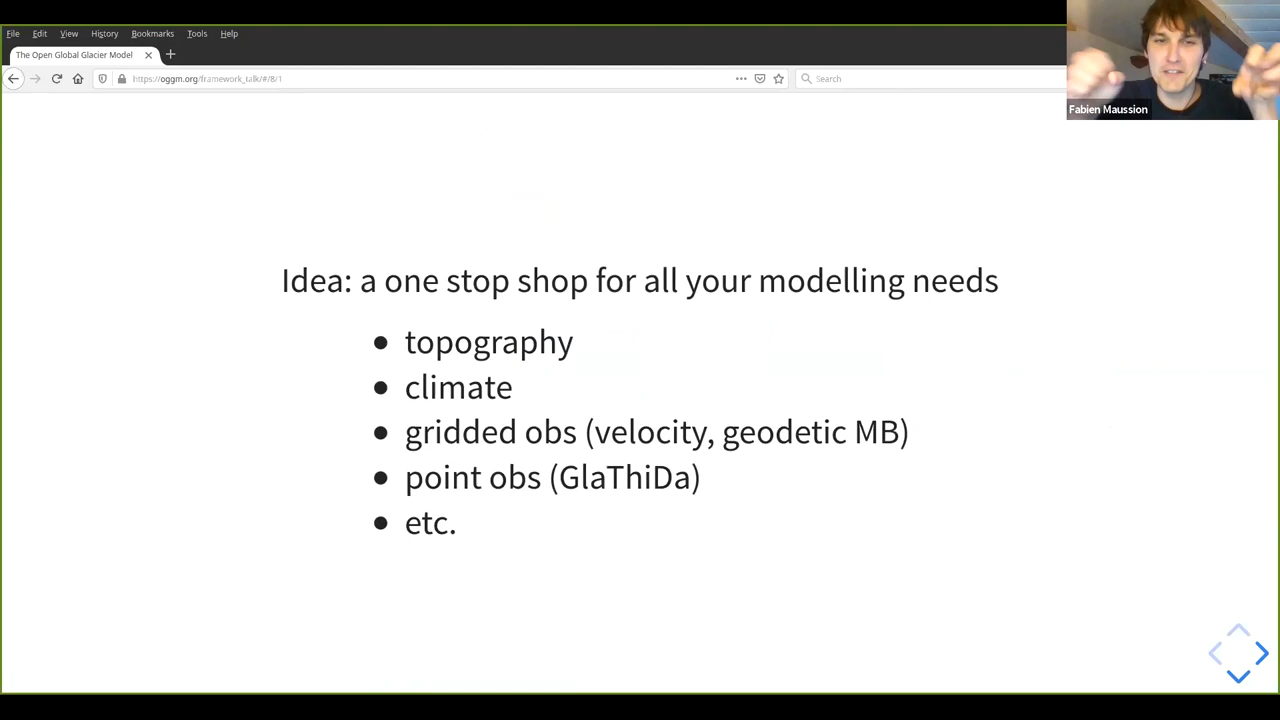 File Edit View History Bookmarks Tools Help
The Open Global Glacier Model
https://oggm.org/framework_talk/#/8/1
Search
Fabien Maussion
Idea: a one stop shop for all your modelling needs
topography
climate
gridded obs (velocity, geodetic MB)
point obs (GlaThiDa)
etc.